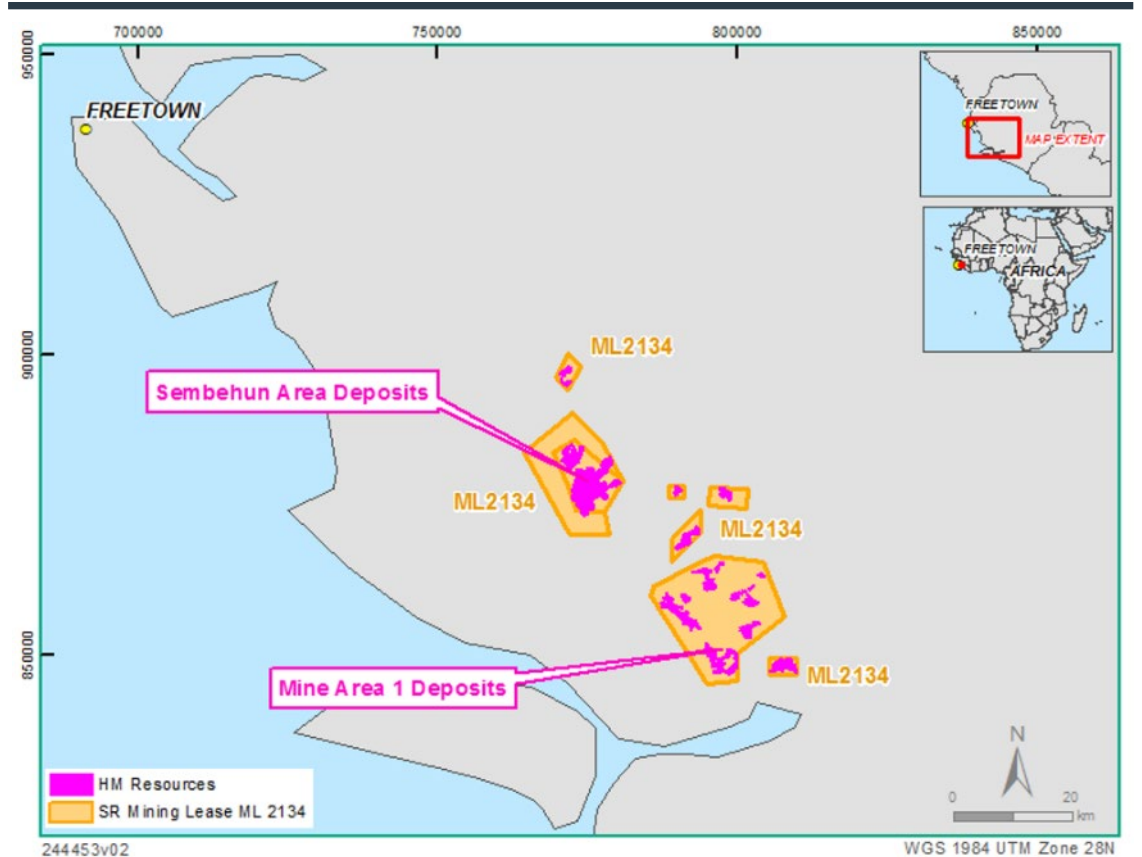 700000
750000
800000
850000
950000
FREETOWN
FREETOWN
MAP EXTENT
FREETOWN
AFRICA
900000
ML2134
Sembehun Area Deposits
ML2134
ML2134
850000
Mine Area 1 Deposits
ML2134
N
HM Resources
SR Mining Lease ML 2134
0 20
km
244453v02
WGS 1984 UTM Zone 28N